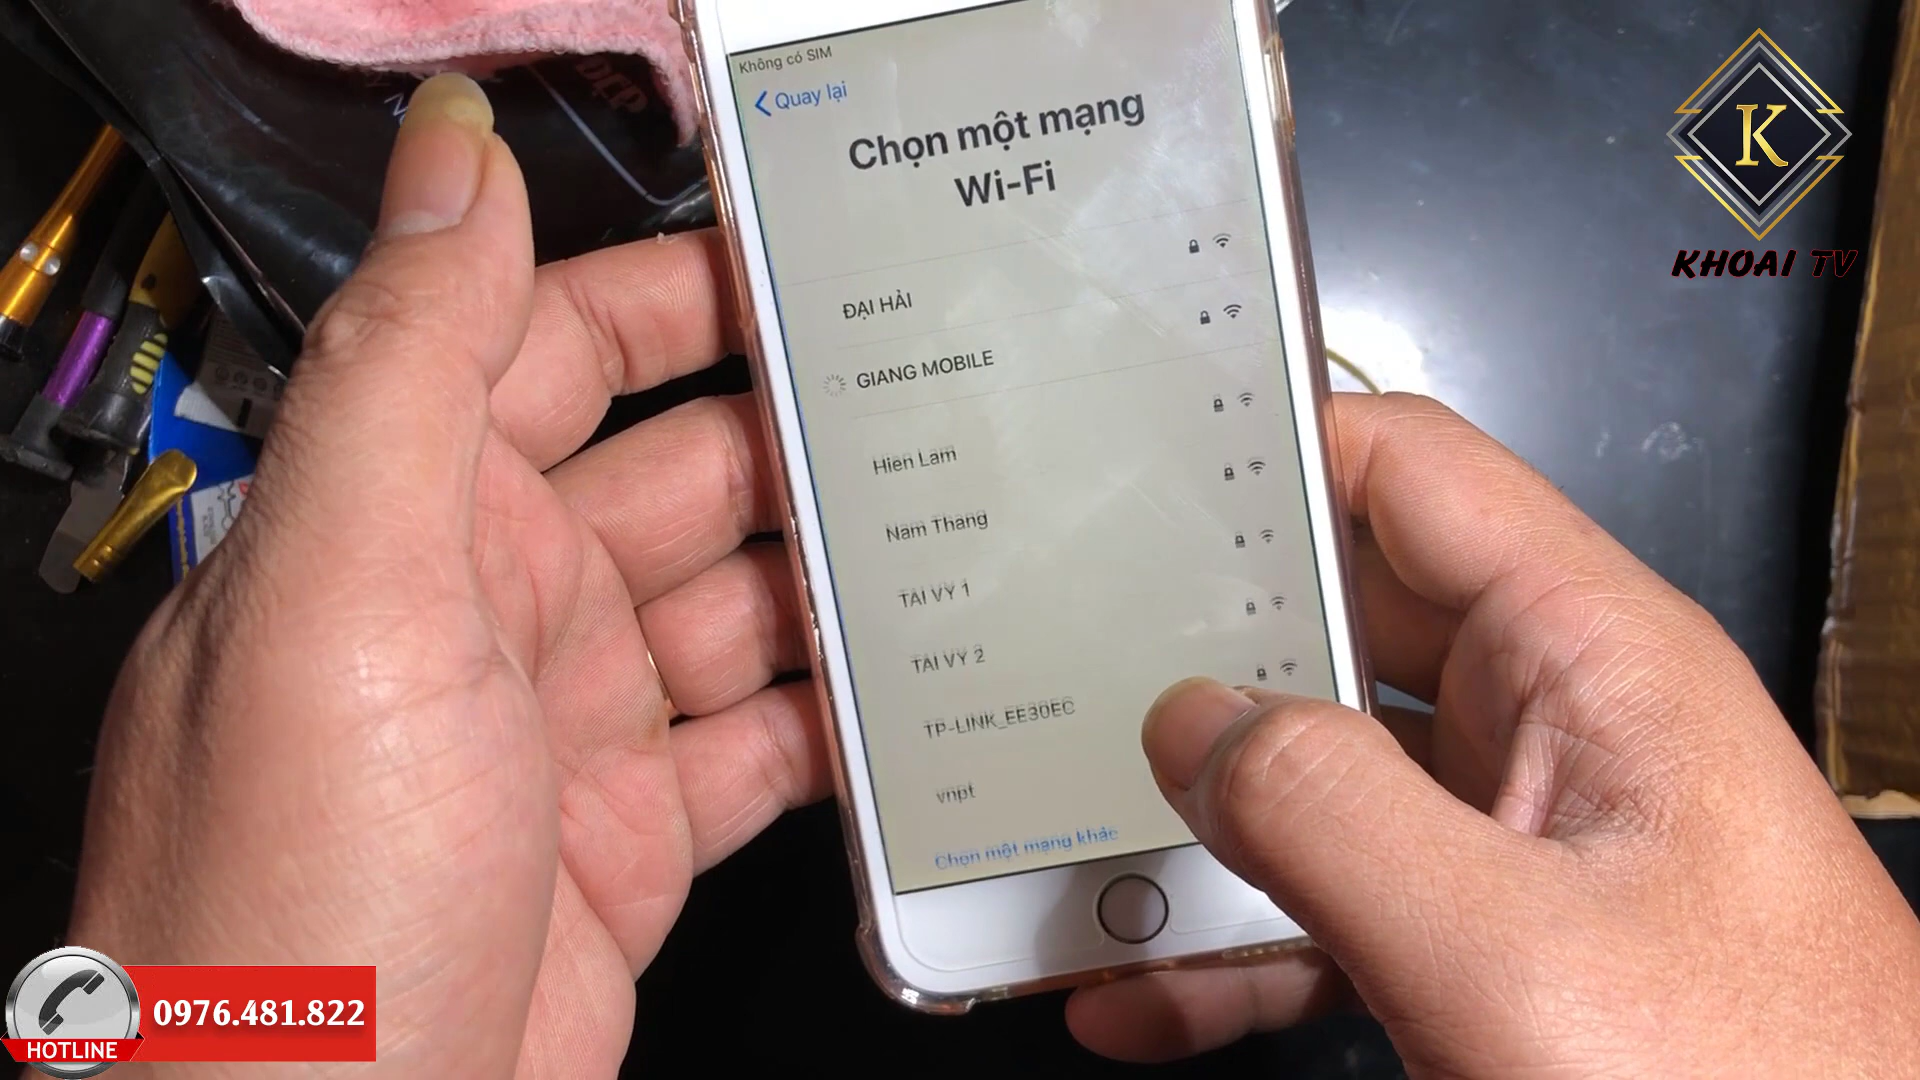 ĐẸP
Không có SIM
Quay lại
Chọn một mạng
Wi-Fi
ĐẠI HẢI
GIANG MOBILE
Hien Lam
Nam Thang
TAI VY 1
TAI VY 2
TP-LINK_EE30EC
vnpt
Chọn một mạng khác
K
KHOAI TV
0976.481.822
HOTLINE